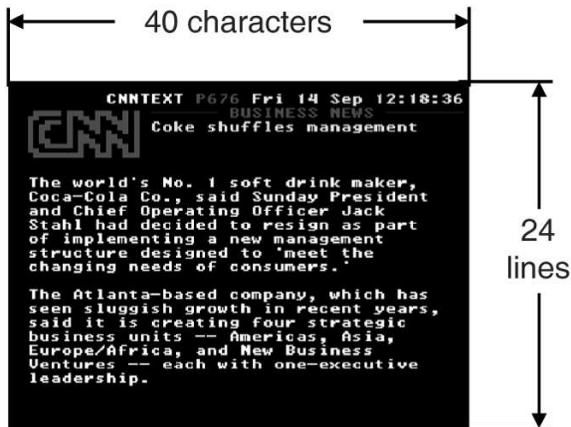 40 characters
CNNTEXT P676 Fri 14 Sep 12:18:36
BUSINESS NEWS
CNN
Coke shuffles management
The world's No. 1 soft drink maker,
Coca-Cola Co., said Sunday President
and Chief Operating Officer Jack
Stahl had decided to resign as part
of implementing a new management
structure designed to 'meet the
changing needs of consumers.'
The Atlanta-based company, which has
seen sluggish growth in recent years,
said it is creating four strategic
business units -- Americas, Asia,
Europe/Africa, and New Business
Ventures -- each with one-executive
leadership.
24
lines